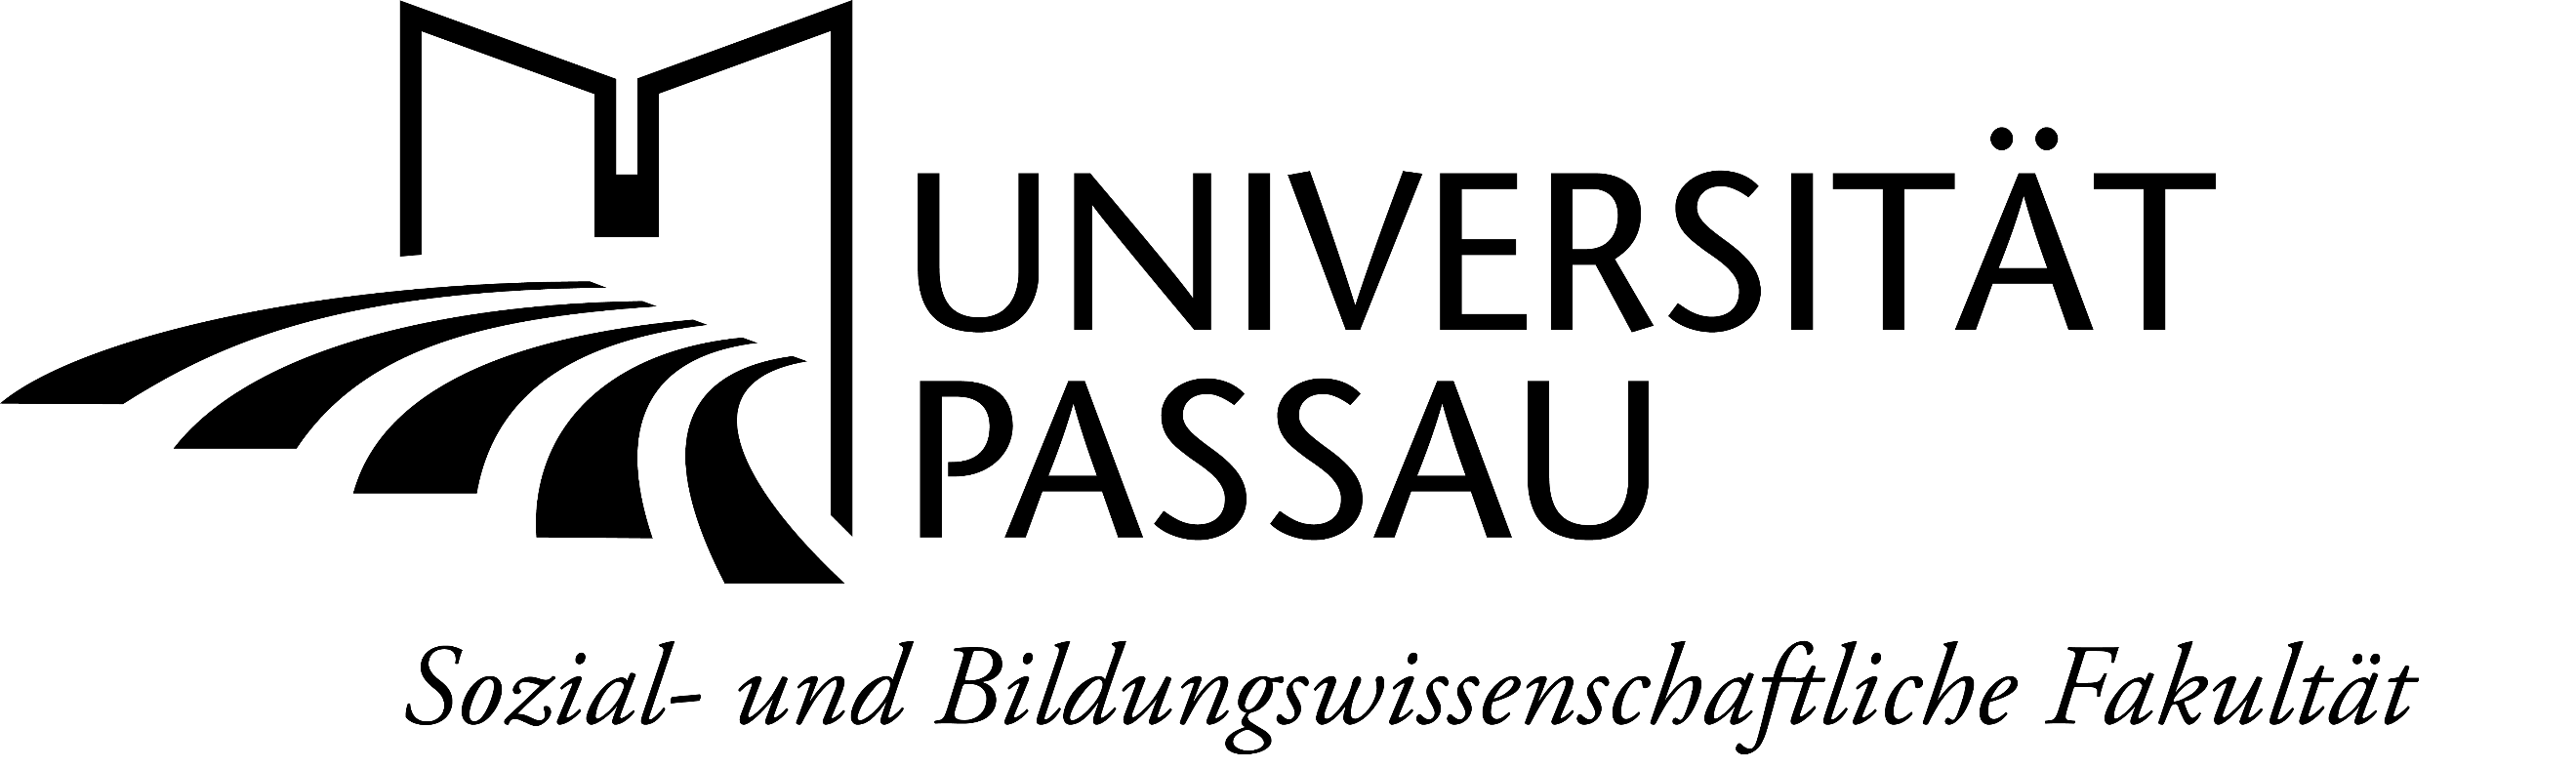 UNIVERSITÄT
PASSAU
Sozial- und Bildungswissenschaftliche Fakultät